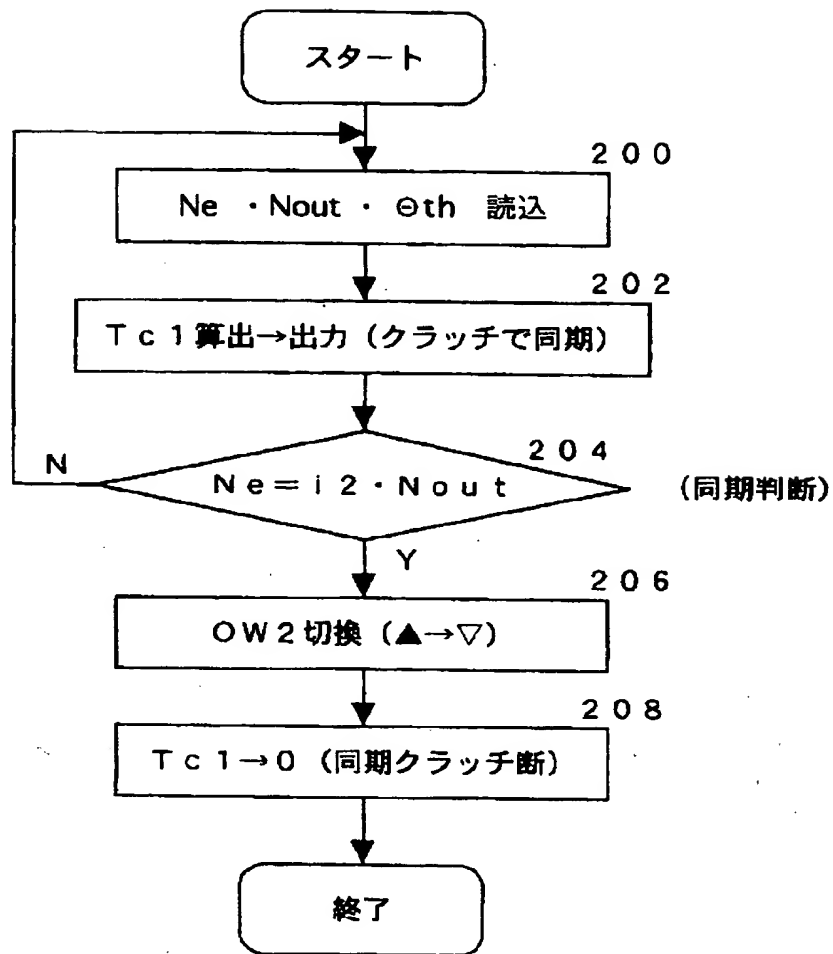 スタート
200
Ne ・Nout・Θth 読込
202
Tc1算出→出力(クラッチで同期)
204
N
Ne=i2・Nout
(同期判断)
Y
206
OW2切換(▲→▽)
208
Tc1→0(同期クラッチ断)
終了